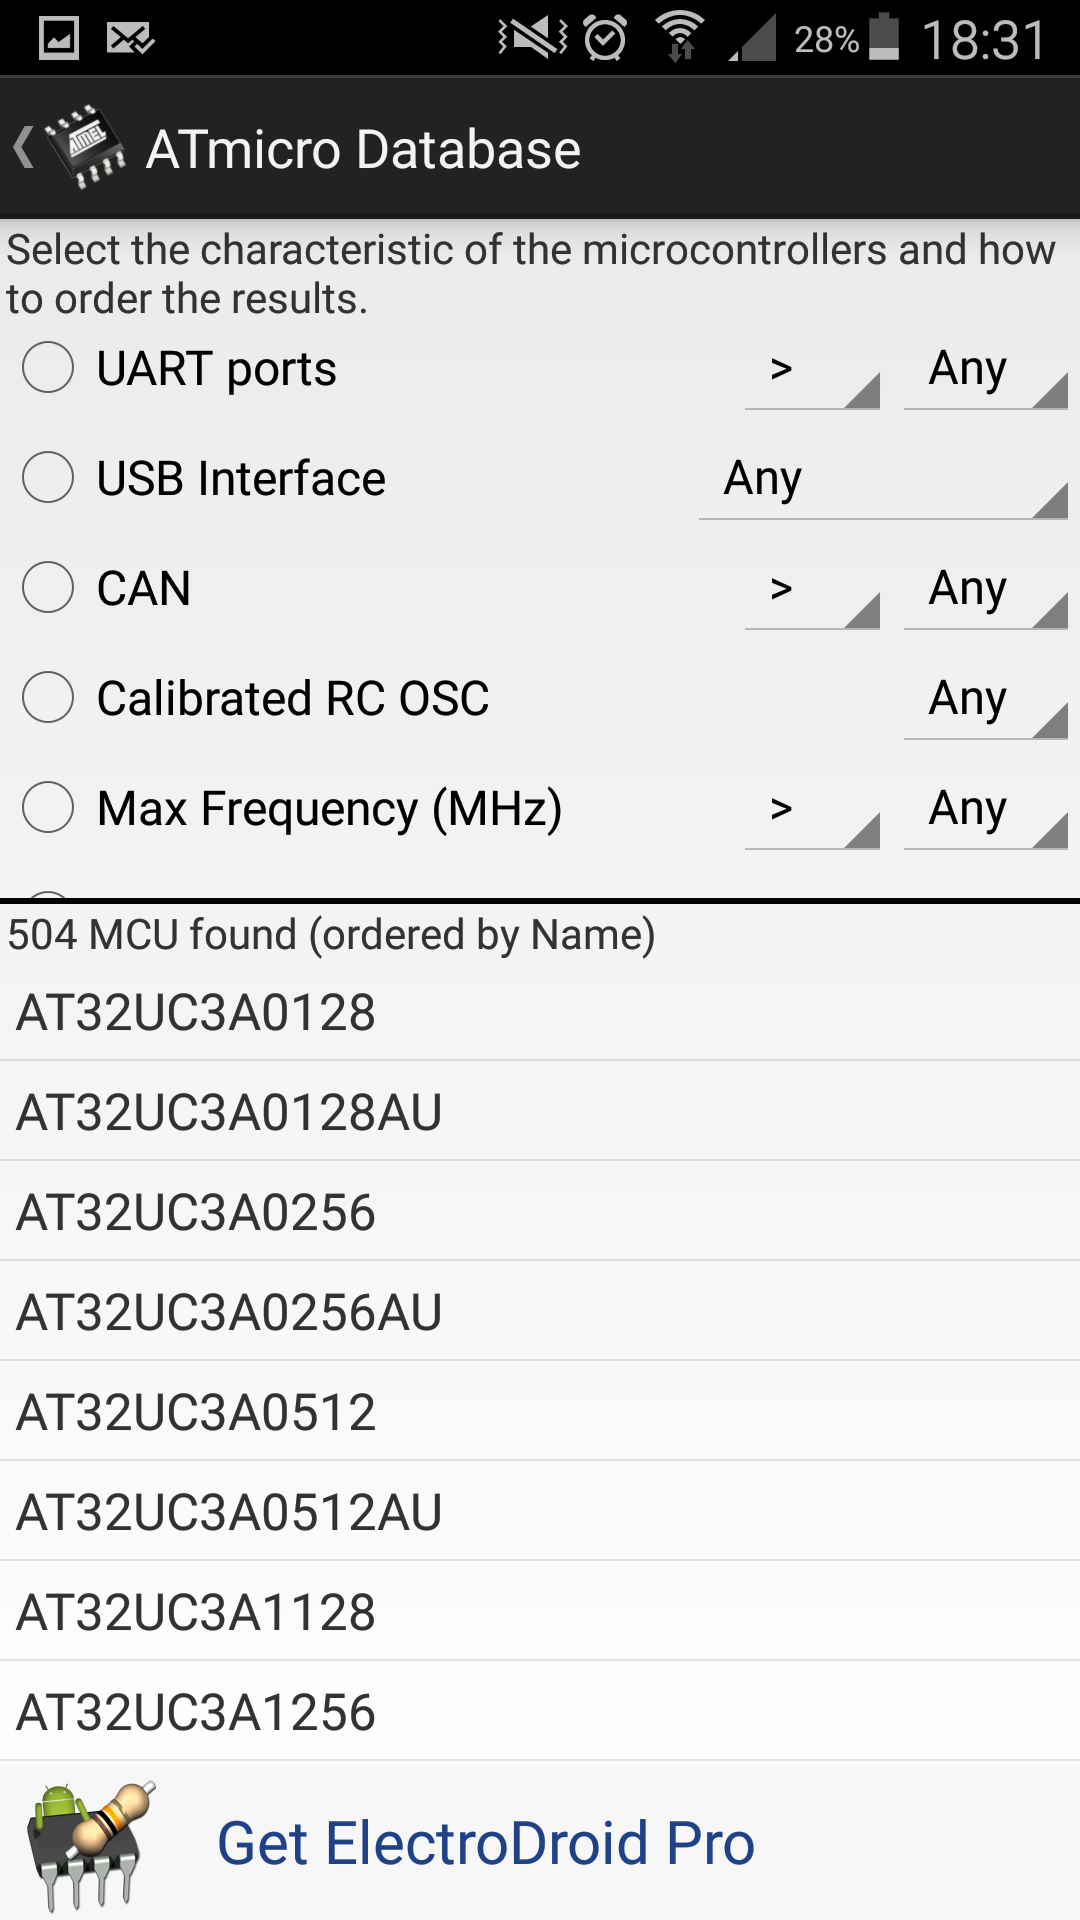 28% 18:31
ATMEL
ATmicro Database
Select the characteristic of the microcontrollers and how
to order the results.
UART ports > Any
USB Interface Any
CAN > Any
Calibrated RC OSC Any
Max Frequency (MHz) > Any
504 MCU found (ordered by Name)
AT32UC3A0128
AT32UC3A0128AU
AT32UC3A0256
AT32UC3A0256AU
AT32UC3A0512
AT32UC3A0512AU
AT32UC3A1128
AT32UC3A1256
Get ElectroDroid Pro